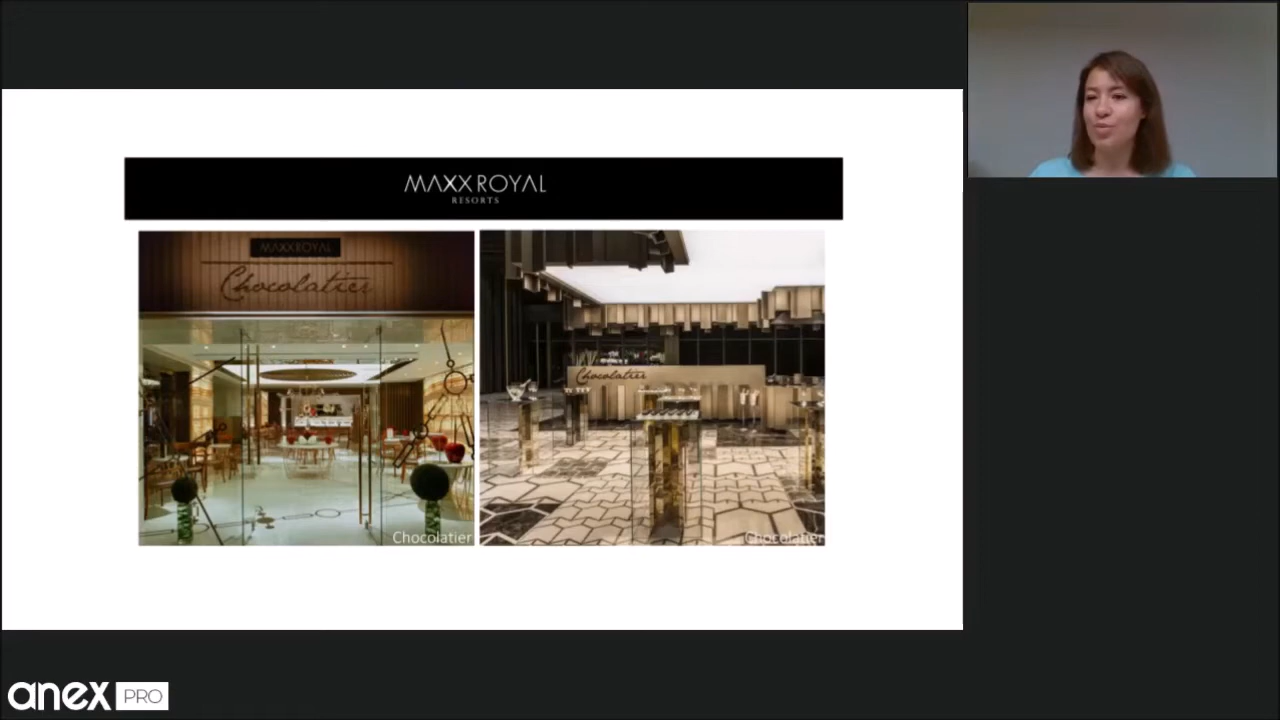 MAXX ROYAL
RESORTS
MAXX ROYAL
Chocolatier
Chocolatier
Chocolatier
Chocolatier
anex PRO